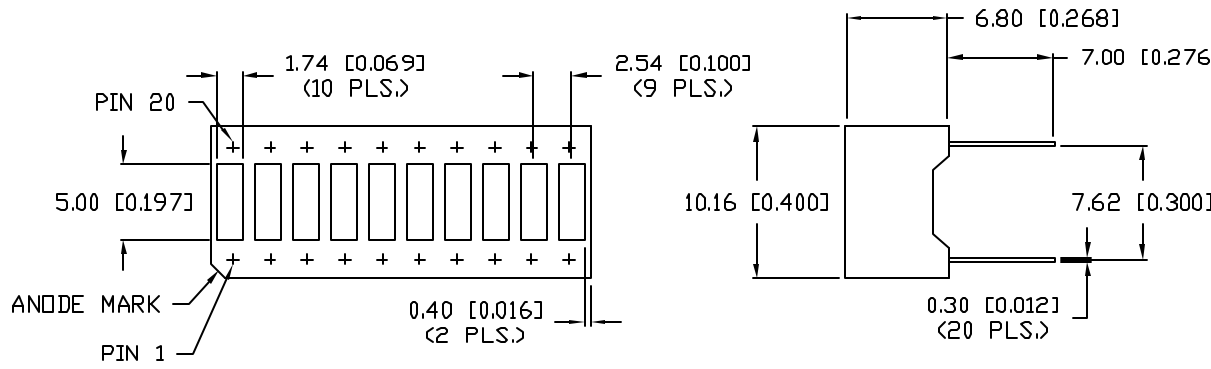 6.80 [0.268]
1.74 [0.069]
(10 PLS.)
2.54 [0.100]
(9 PLS.)
7.00 [0.276
PIN 20
5.00 [0.197]
10.16 [0.400]
7.62 [0.300]
ANODE MARK
0.40 [0.016]
(2 PLS.)
0.30 [0.012]
(20 PLS.)
PIN 1